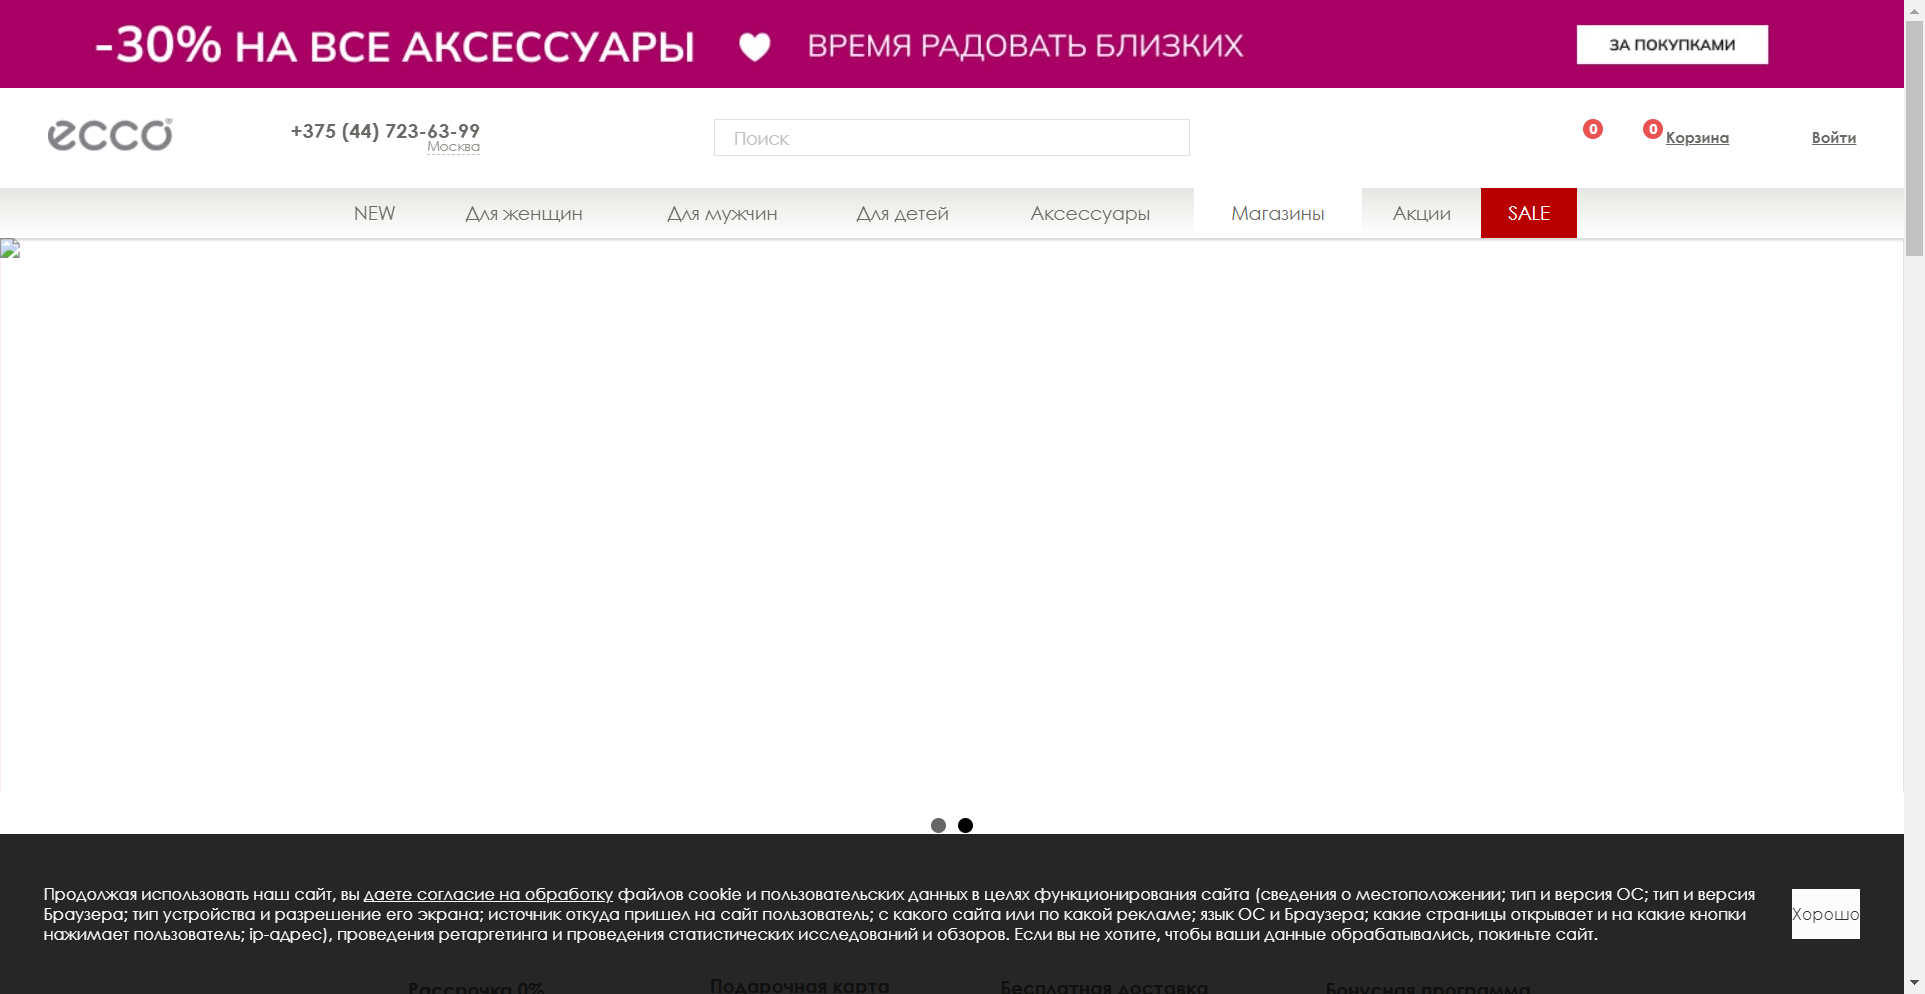 -30% НА ВСЕ АКСЕССУАРЫ
ВРЕМЯ РАДОВАТЬ БЛИЗКИХ
ЗА ПОКУПКАМИ
ecco
+375 (44) 723-63-99
Москва
Поиск
0
0
Корзина
Войти
NEW
Для женщин
Для мужчин
Для детей
Аксессуары
Магазины
Акции
SALE
Продолжая использовать наш сайт, вы даете согласие на обработку файлов cookie и пользовательских данных в целях функционирования сайта (сведения о местоположении; тип и версия ОС; тип и версия
Браузера; тип устройства и разрешение его экрана; источник откуда пришел на сайт пользователь; с какого сайта или по какой рекламе; язык ОС и Браузера; какие страницы открывает и на какие кнопки
нажимает пользователь; ip-адрес), проведения ретаргетинга и проведения статистических исследований и обзоров. Если вы не хотите, чтобы ваши данные обрабатывались, покиньте сайт.
Хорошо
Рассрочка 0%
Подарочная карта
Бесплатная доставка
Бонусная программа